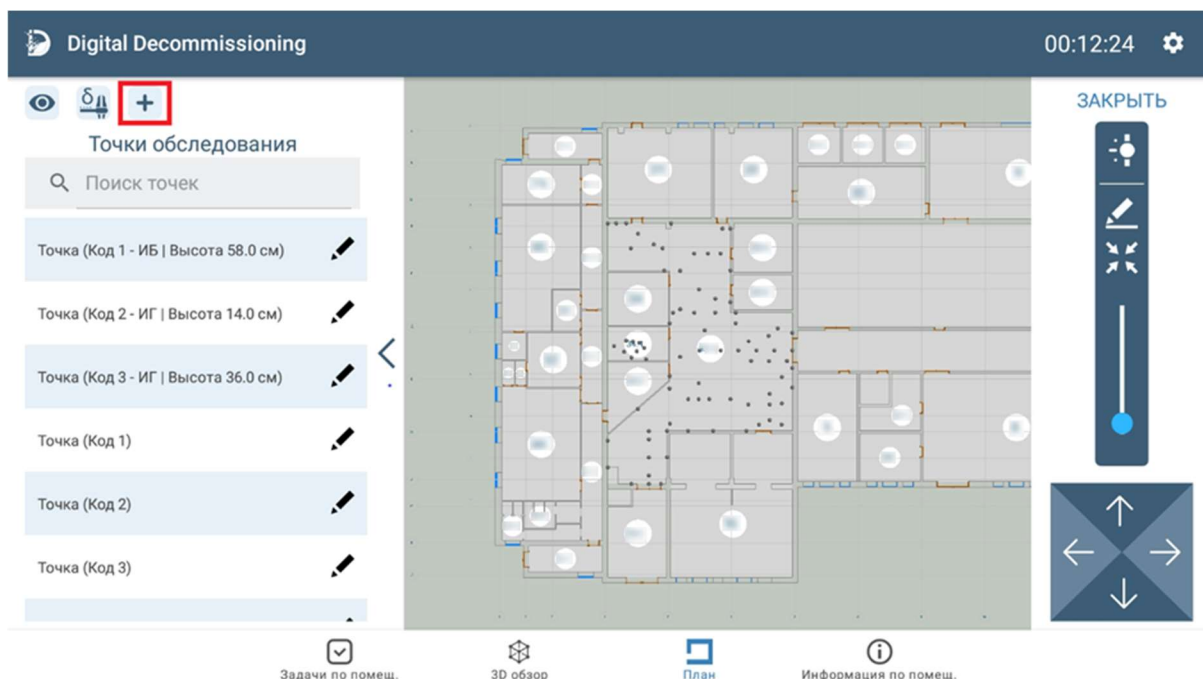 Digital Decommissioning
00:12:24
δ
ЗАКРЫТЬ
Точки обследования
Поиск точек
Точка (Код 1 - ИБ | Высота 58.0 см)
Точка (Код 2 - ИГ | Высота 14.0 см)
Точка (Код 3 - ИГ | Высота 36.0 см)
Точка (Код 1)
Точка (Код 2)
Точка (Код 3)
Задачи по помещ.
3D обзор
План
Информация по помещ.